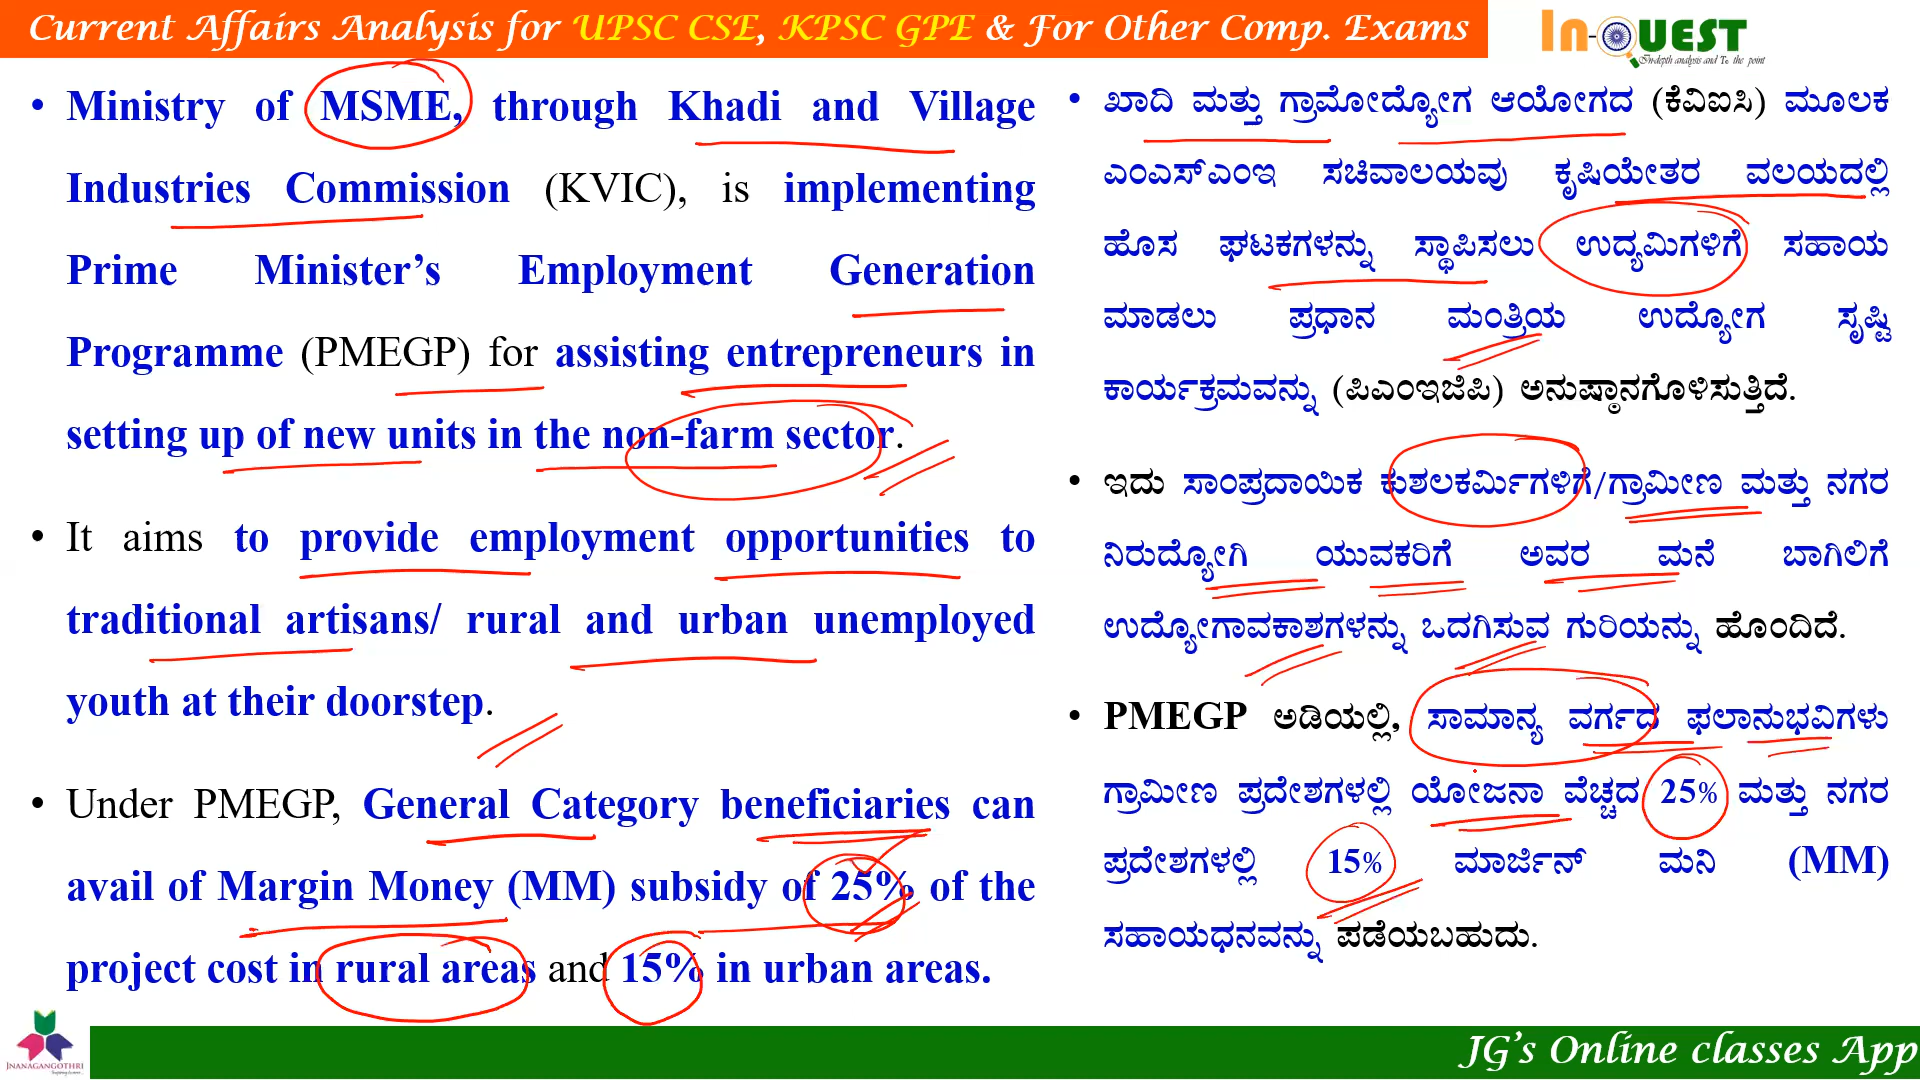 Current Affairs Analysis for UPSC CSE, KPSC GPE & For Other Comp. Exams
In-QUEST
In-depth analysis and To the point
• Ministry of MSME, through Khadi and Village
Industries Commission (KVIC), is implementing
Prime Minister’s Employment Generation
Programme (PMEGP) for assisting entrepreneurs in
setting up of new units in the non-farm sector.
• It aims to provide employment opportunities to
traditional artisans/ rural and urban unemployed
youth at their doorstep.
• Under PMEGP, General Category beneficiaries can
avail of Margin Money (MM) subsidy of 25% of the
project cost in rural areas and 15% in urban areas.
• ಖಾದಿ ಮತ್ತು ಗ್ರಾಮೋದ್ಯೋಗ ಆಯೋಗದ (ಕೆವಿಐಸಿ) ಮೂಲಕ
ಎಂಎಸ್ಎಂಇ ಸಚಿವಾಲಯವು ಕೃಷಿಯೇತರ ವಲಯದಲ್ಲಿ
ಹೊಸ ಘಟಕಗಳನ್ನು ಸ್ಥಾಪಿಸಲು ಉದ್ಯಮಿಗಳಿಗೆ ಸಹಾಯ
ಮಾಡಲು ಪ್ರಧಾನ ಮಂತ್ರಿಯ ಉದ್ಯೋಗ ಸೃಷ್ಟಿ
ಕಾರ್ಯಕ್ರಮವನ್ನು (ಪಿಎಂಇಜಿಪಿ) ಅನುಷ್ಠಾನಗೊಳಿಸುತ್ತಿದೆ.
• ಇದು ಸಾಂಪ್ರದಾಯಿಕ ಕುಶಲಕರ್ಮಿಗಳಿಗೆ/ಗ್ರಾಮೀಣ ಮತ್ತು ನಗರ
ನಿರುದ್ಯೋಗಿ ಯುವಕರಿಗೆ ಅವರ ಮನೆ ಬಾಗಿಲಿಗೆ
ಉದ್ಯೋಗಾವಕಾಶಗಳನ್ನು ಒದಗಿಸುವ ಗುರಿಯನ್ನು ಹೊಂದಿದೆ.
• PMEGP ಅಡಿಯಲ್ಲಿ, ಸಾಮಾನ್ಯ ವರ್ಗದ ಫಲಾನುಭವಿಗಳು
ಗ್ರಾಮೀಣ ಪ್ರದೇಶಗಳಲ್ಲಿ ಯೋಜನಾ ವೆಚ್ಚದ 25% ಮತ್ತು ನಗರ
ಪ್ರದೇಶಗಳಲ್ಲಿ 15% ಮಾರ್ಜಿನ್ ಮನಿ (MM)
ಸಹಾಯಧನವನ್ನು ಪಡೆಯಬಹುದು.
JNANAGANGOTHRI
JG’s Online classes App